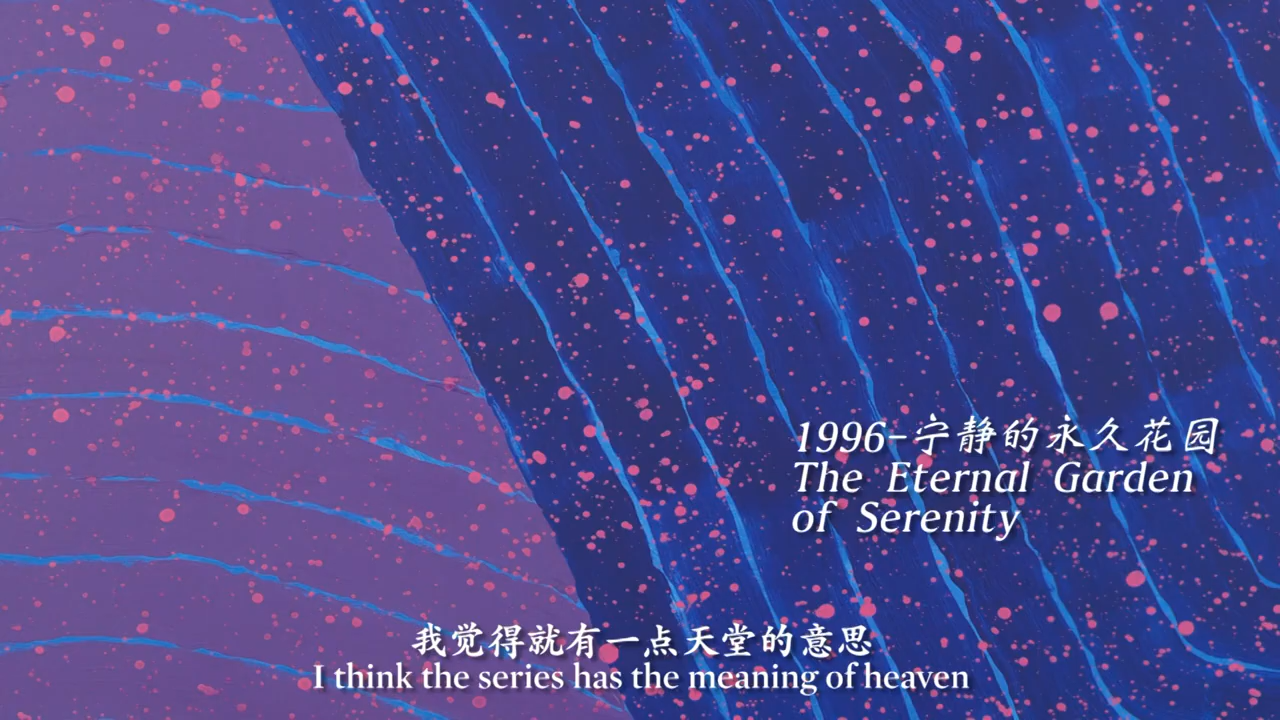 1996-宁静的永久花园
The Eternal Garden
of Serenity
我觉得就有一点天堂的意思
I think the series has the meaning of heaven